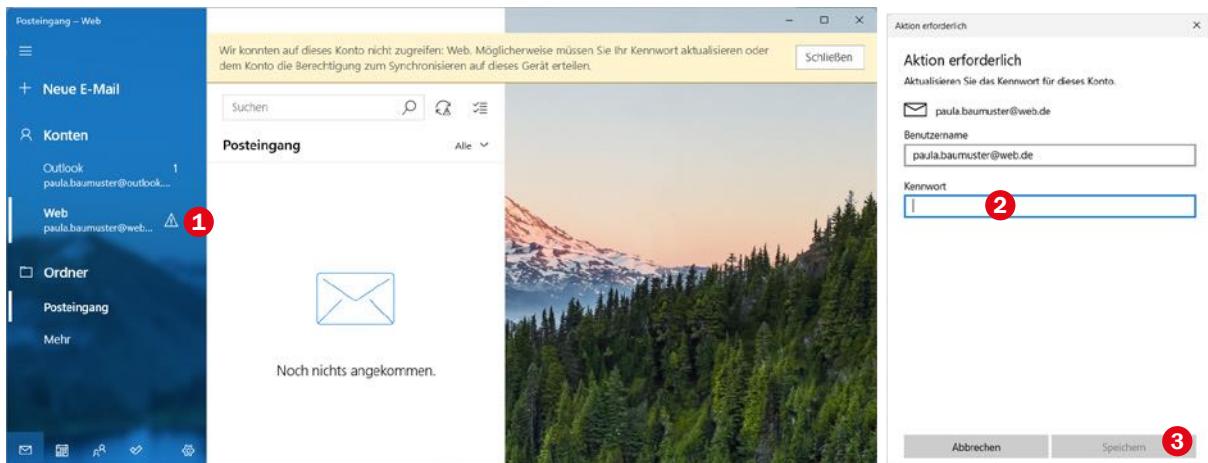 Posteingang – Web
Wir konnten auf dieses Konto nicht zugreifen: Web. Möglicherweise müssen Sie Ihr Kennwort aktualisieren oder
dem Konto die Berechtigung zum Synchronisieren auf dieses Gerät erteilen.
Schließen
Neue E-Mail
Konten
Outlook 1
paula.baumuster@outlook....
Web
paula.baumuster@web...
1
Ordner
Posteingang
Mehr
Suchen
Posteingang Alle
Noch nichts angekommen.
Aktion erforderlich
Aktion erforderlich
Aktualisieren Sie das Kennwort für dieses Konto.
paula.baumuster@web.de
Benutzername
paula.baumuster@web.de
Kennwort
2
Abbrechen
Speichern
3